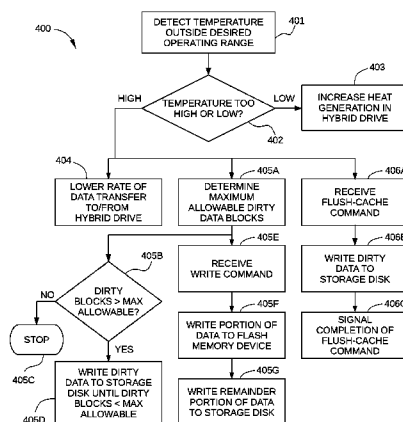 400
DETECT TEMPERATURE
OUTSIDE DESIRED
OPERATING RANGE
401
HIGH
TEMPERATURE TOO
HIGH OR LOW?
LOW
402
403
INCREASE HEAT
GENERATION IN
HYBRID DRIVE
404
LOWER RATE OF
DATA TRANSFER
TO/FROM
HYBRID DRIVE
405A
DETERMINE
MAXIMUM
ALLOWABLE DIRTY
DATA BLOCKS
406A
RECEIVE
FLUSH-CACHE
COMMAND
405B
DIRTY
BLOCKS > MAX
ALLOWABLE?
NO
STOP
405C
YES
WRITE DIRTY
DATA TO STORAGE
DISK UNTIL DIRTY
BLOCKS < MAX
ALLOWABLE
405D
405E
RECEIVE
WRITE COMMAND
405F
WRITE PORTION
OF DATA TO FLASH
MEMORY DEVICE
405G
WRITE REMAINDER
PORTION OF DATA
TO STORAGE DISK
406B
WRITE DIRTY
DATA TO
STORAGE DISK
406C
SIGNAL
COMPLETION OF
FLUSH-CACHE
COMMAND